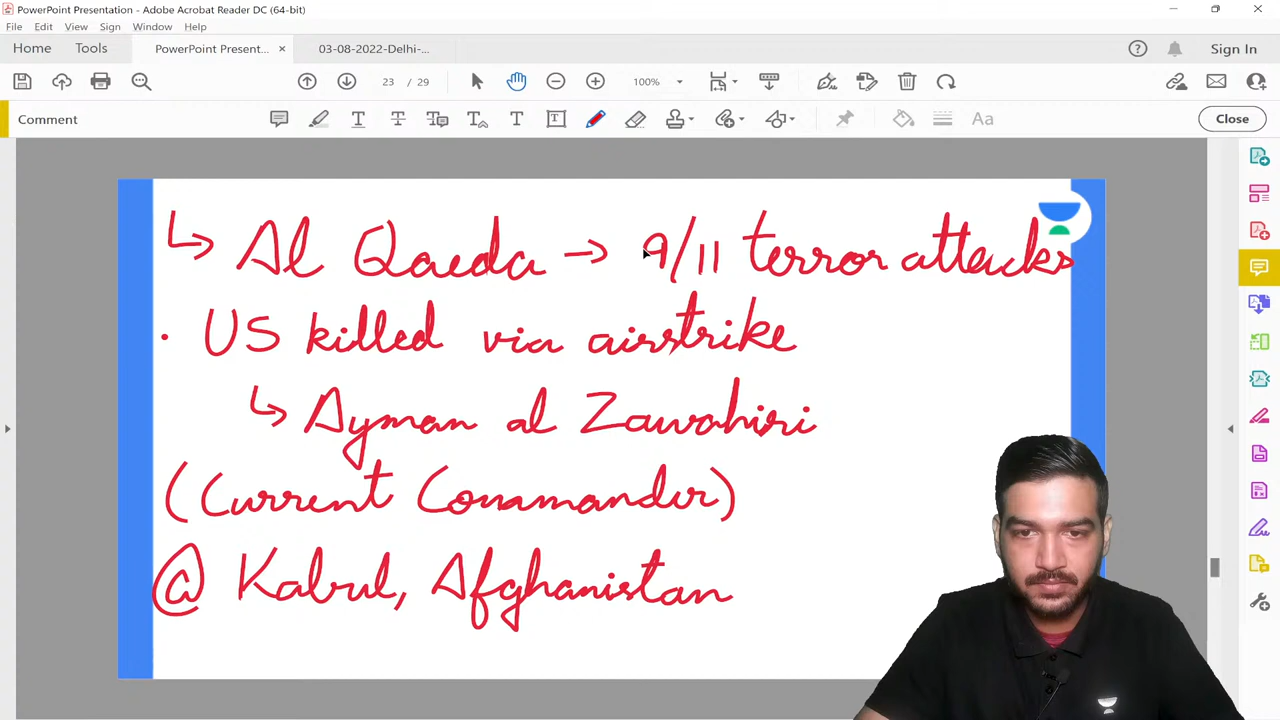 PowerPoint Presentation - Adobe Acrobat Reader DC (64-bit)
File Edit View Sign Window Help
Home Tools PowerPoint Present... × 03-08-2022-Delhi-... Sign In
23 / 29 100%
Comment Close
↳ Al Qaeda → 9/11 terror attacks
· US killed via airstrike
↳ Ayman al Zawahiri
(Current Commander)
@ Kabul, Afghanistan